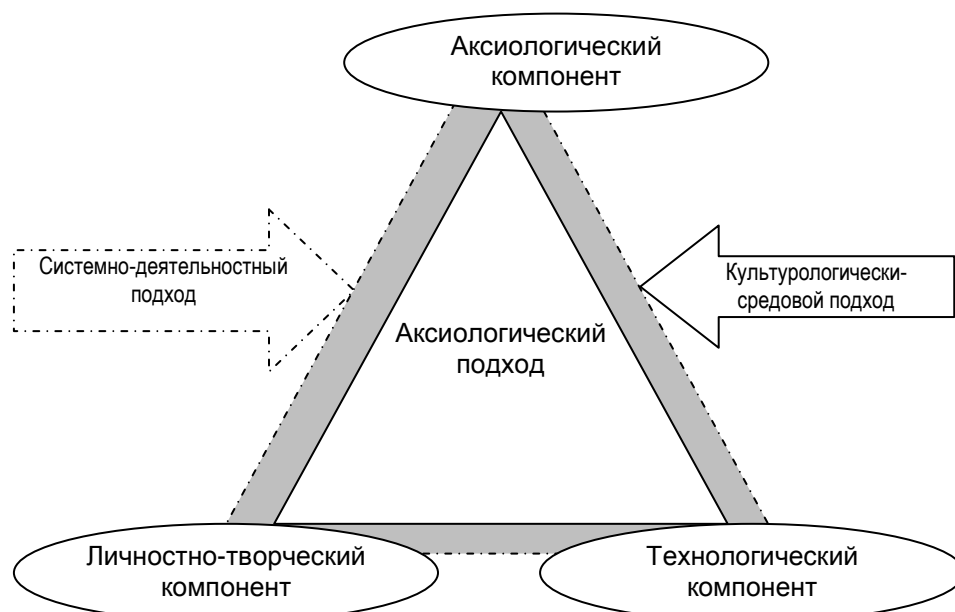 Аксиологический
компонент
Системно-деятельностный
подход
Культурологически-
средовой подход
Аксиологический
подход
Личностно-творческий
компонент
Технологический
компонент